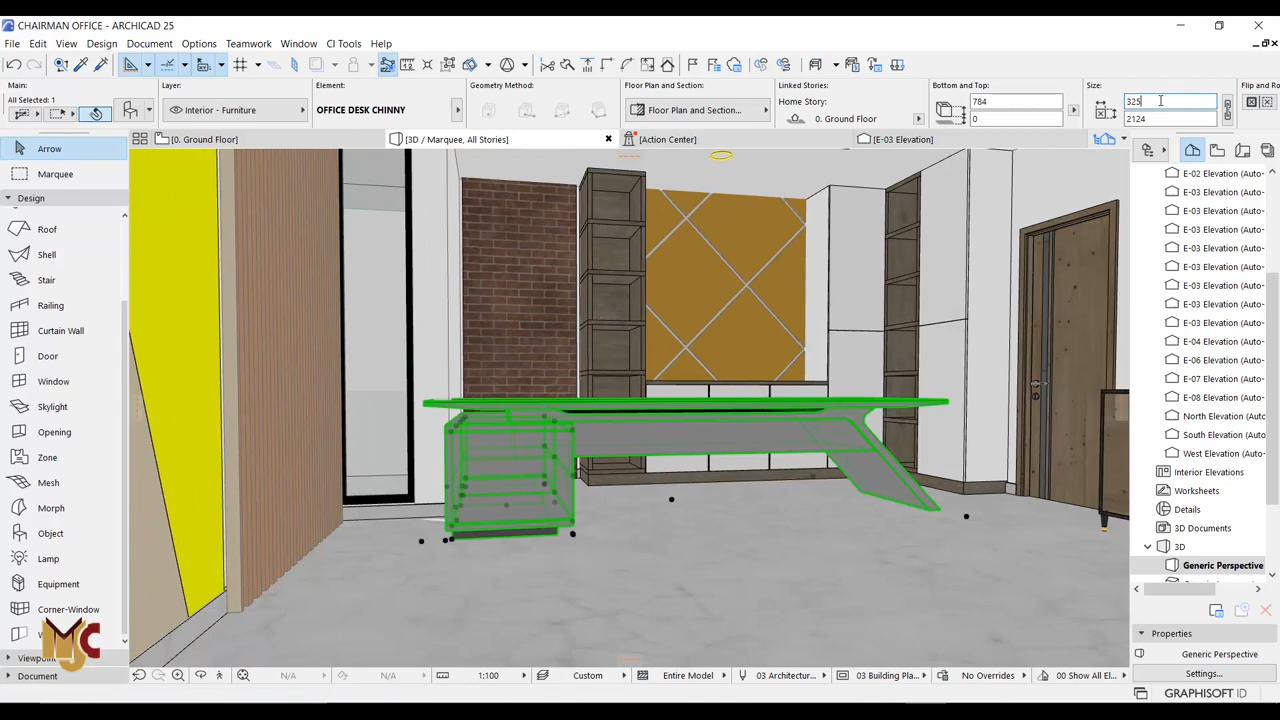 CHAIRMAN OFFICE - ARCHICAD 25
File Edit View Design Document Options Teamwork Window CI Tools Help
Main: Layer: Element: Geometry Method: Floor Plan and Section: Linked Stories: Bottom and Top: Size: Flip and Ro
All Selected: 1
Interior - Furniture
OFFICE DESK CHINNY
Floor Plan and Section...
Home Story:
0. Ground Floor
784
0
325
2124
Arrow
[0. Ground Floor] [3D / Marquee, All Stories] [Action Center] [E-03 Elevation]
Marquee
Design
Roof
Shell
Stair
Railing
Curtain Wall
Door
Window
Skylight
Opening
Zone
Mesh
Morph
Object
Lamp
Equipment
Corner-Window
MJC
Viewpoint
Document
E-02 Elevation (Auto-
E-03 Elevation (Auto-
E-03 Elevation (Auto-
E-03 Elevation (Auto-
E-03 Elevation (Auto-
E-03 Elevation (Auto-
E-03 Elevation (Auto-
E-03 Elevation (Auto-
E-03 Elevation (Auto-
E-04 Elevation (Auto-
E-06 Elevation (Auto-
E-07 Elevation (Auto-
E-08 Elevation (Auto-
North Elevation (Auto-
South Elevation (Auto-
West Elevation (Auto-
Interior Elevations
Worksheets
Details
3D Documents
3D
Generic Perspective
Properties
Generic Perspective
Settings...
N/A N/A 1:100 Custom Entire Model 03 Architectur... 03 Building Pla... No Overrides 00 Show All El...
GRAPHISOFT ID